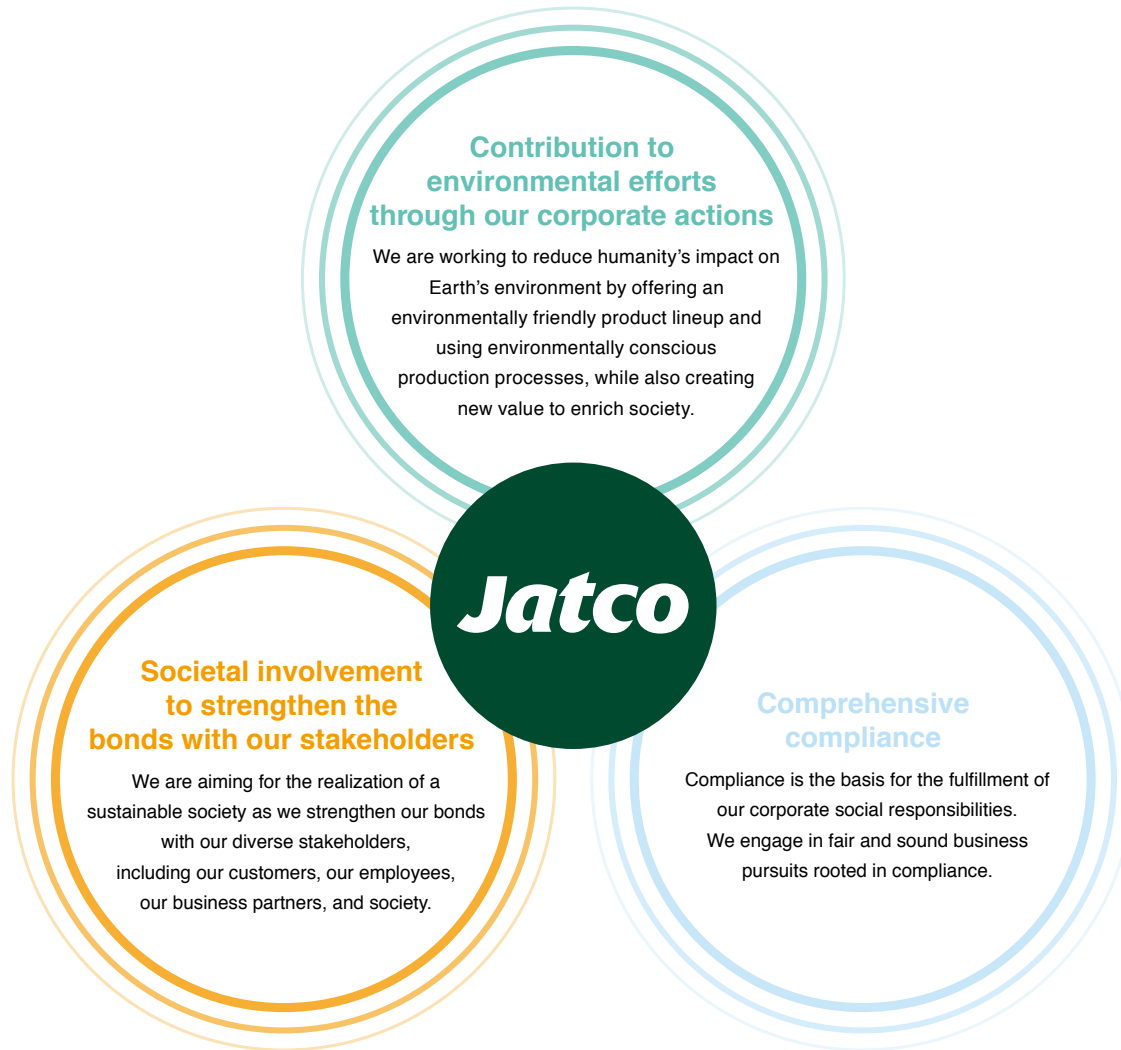 Contribution to
environmental efforts
through our corporate actions
We are working to reduce humanity’s impact on
Earth’s environment by offering an
environmentally friendly product lineup and
using environmentally conscious
production processes, while also creating
new value to enrich society.
Jatco
Societal involvement
to strengthen the
bonds with our stakeholders
We are aiming for the realization of a
sustainable society as we strengthen our bonds
with our diverse stakeholders,
including our customers, our employees,
our business partners, and society.
Comprehensive
compliance
Compliance is the basis for the fulfillment of
our corporate social responsibilities.
We engage in fair and sound business
pursuits rooted in compliance.